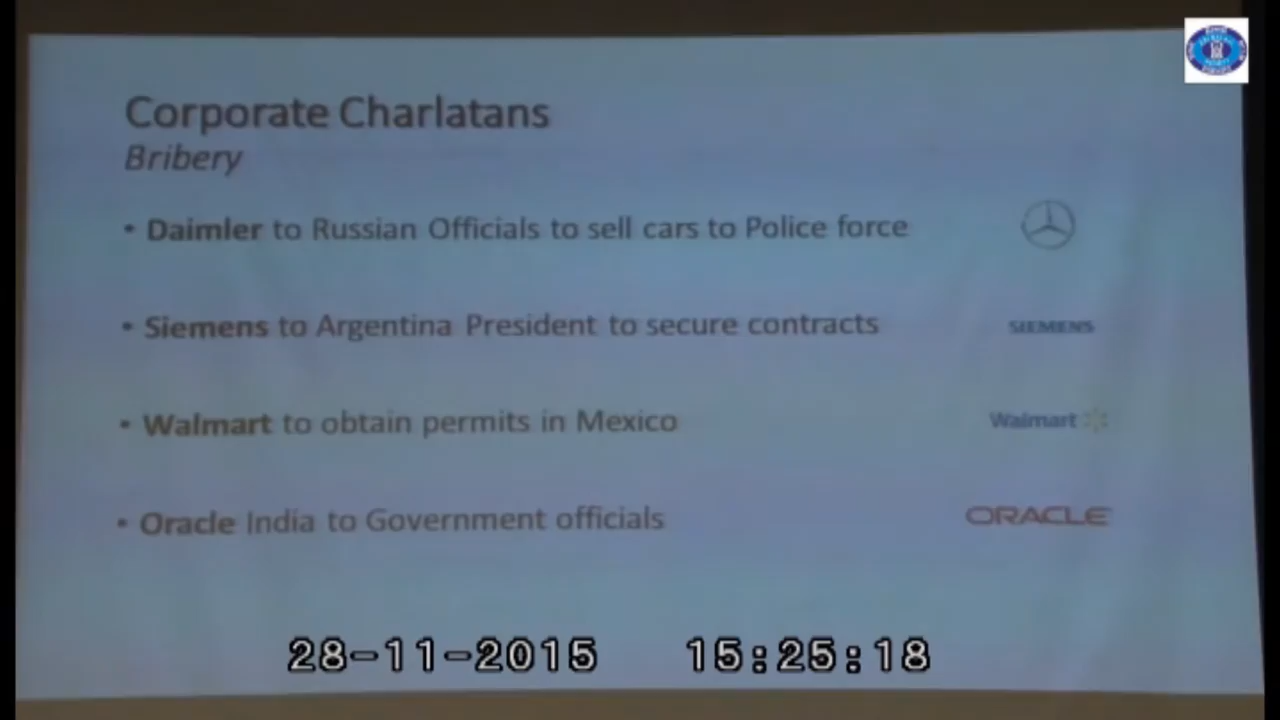 Corporate Charlatans
Bribery
• Daimler to Russian Officials to sell cars to Police force
• Siemens to Argentina President to secure contracts
SIEMENS
• Walmart to obtain permits in Mexico
Walmart
• Oracle India to Government officials
ORACLE
28-11-2015 15:25:18